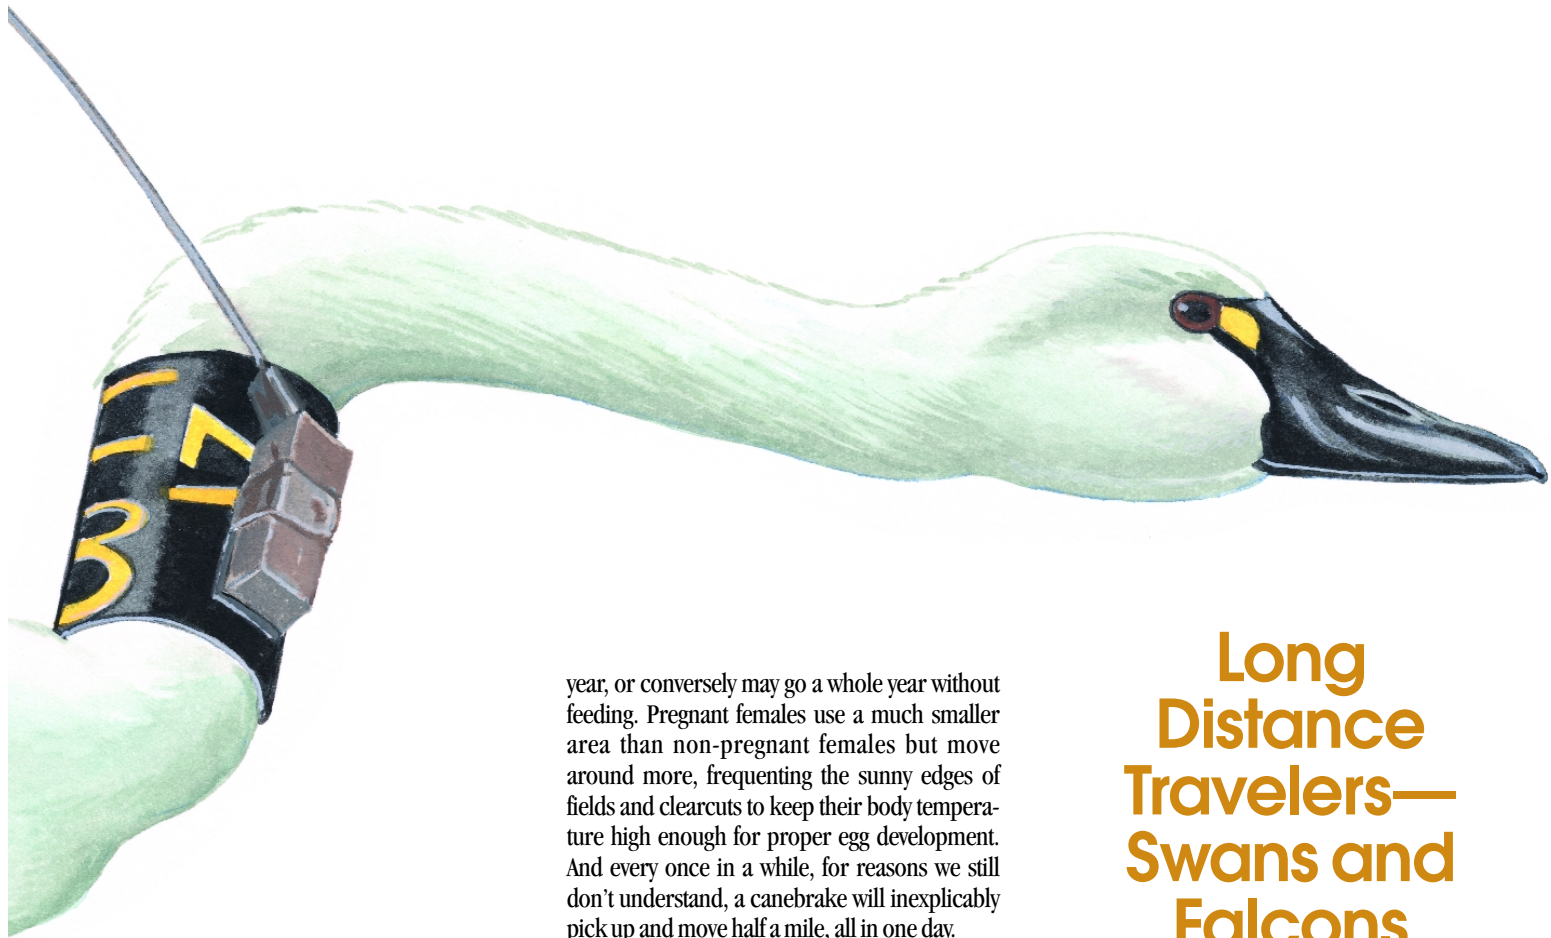 year, or conversely may go a whole year without
feeding. Pregnant females use a much smaller
area than non-pregnant females but move
around more, frequenting the sunny edges of
fields and clearcuts to keep their body tempera-
ture high enough for proper egg development.
And every once in a while, for reasons we still
don’t understand, a canebrake will inexplicably
pick up and move half a mile, all in one day.
Long
Distance
Travelers—
Swans and
Falcons